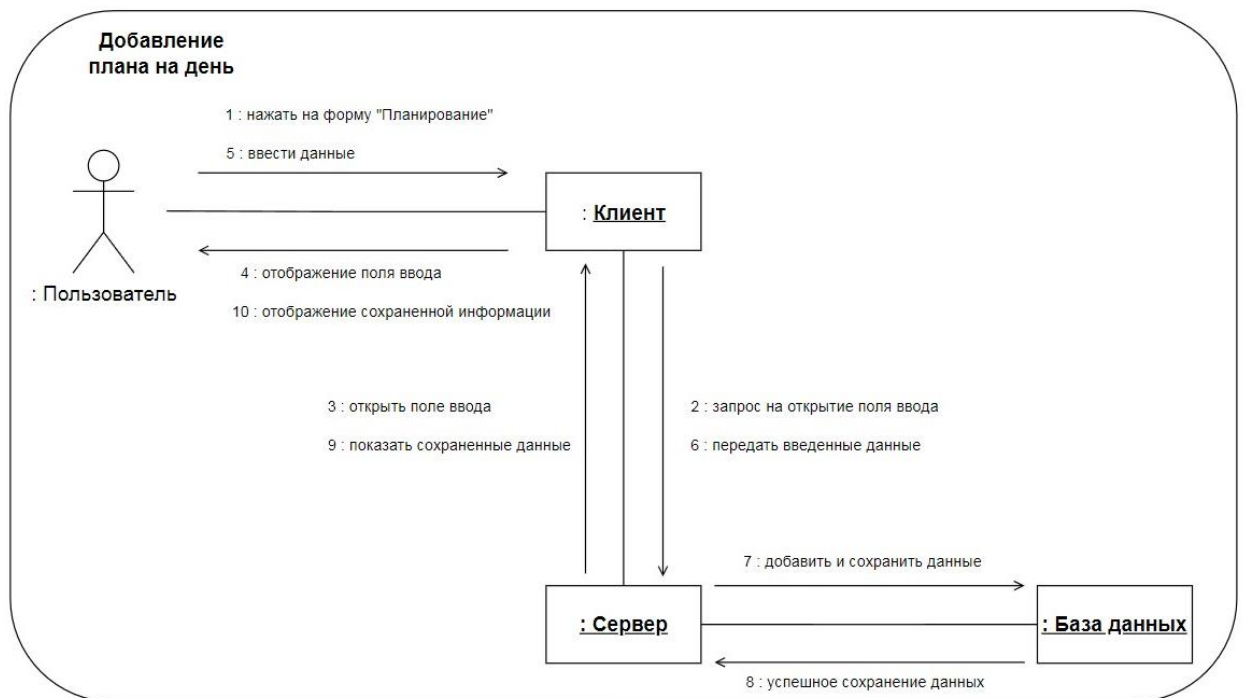 Добавление
плана на день
1 : нажать на форму "Планирование"
5 : ввести данные
: Клиент
4 : отображение поля ввода
: Пользователь
10 : отображение сохраненной информации
3 : открыть поле ввода
2 : запрос на открытие поля ввода
9 : показать сохраненные данные
6 : передать введенные данные
7 : добавить и сохранить данные
: Сервер
: База данных
8 : успешное сохранение данных